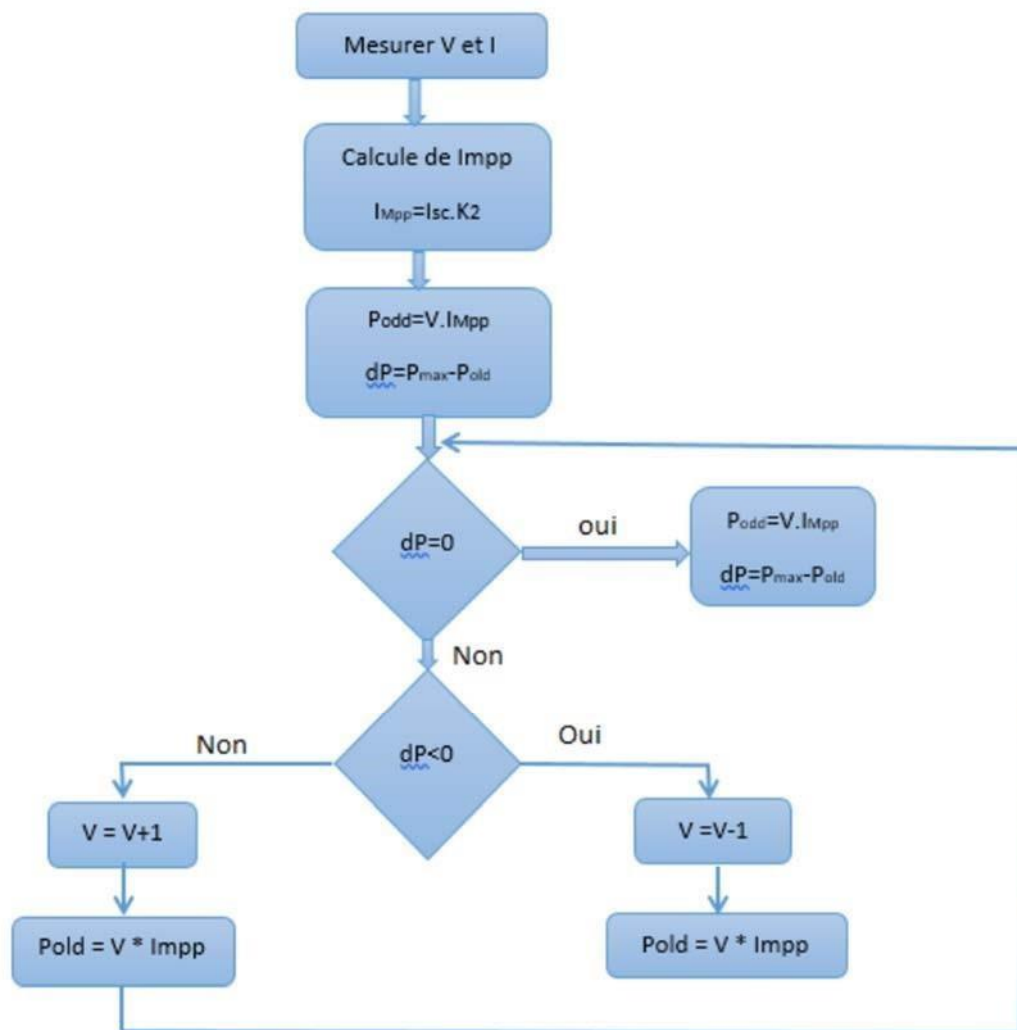 Mesurer V et I
Calcule de Impp
IMpp=Isc.K2
Podd=V.IMpp
dP=Pmax-Pold
dP=0
oui
Podd=V.IMpp
dP=Pmax-Pold
Non
dP<0
Non
Oui
V = V+1
V =V-1
Pold = V * Impp
Pold = V * Impp